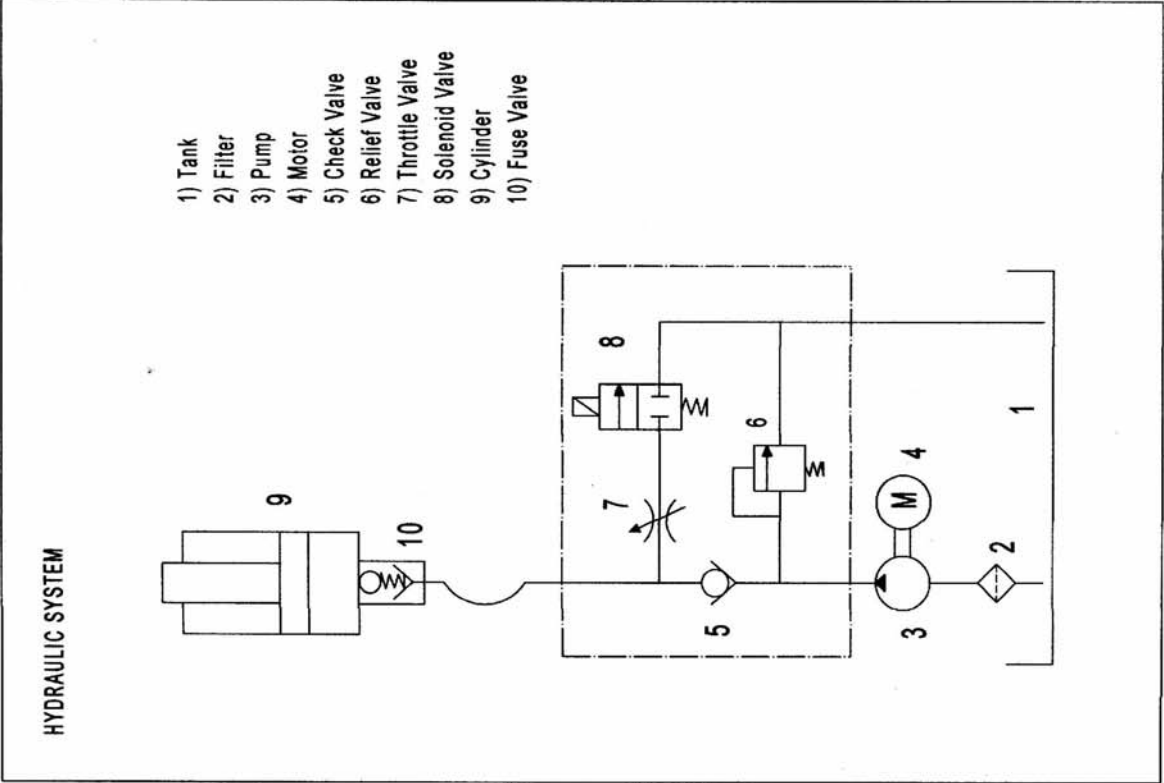 HYDRAULIC SYSTEM
1) Tank
2) Filter
3) Pump
4) Motor
5) Check Valve
6) Relief Valve
7) Throttle Valve
8) Solenoid Valve
9) Cylinder
10) Fuse Valve
9
10
8
7
6
5
M
4
3
2
1